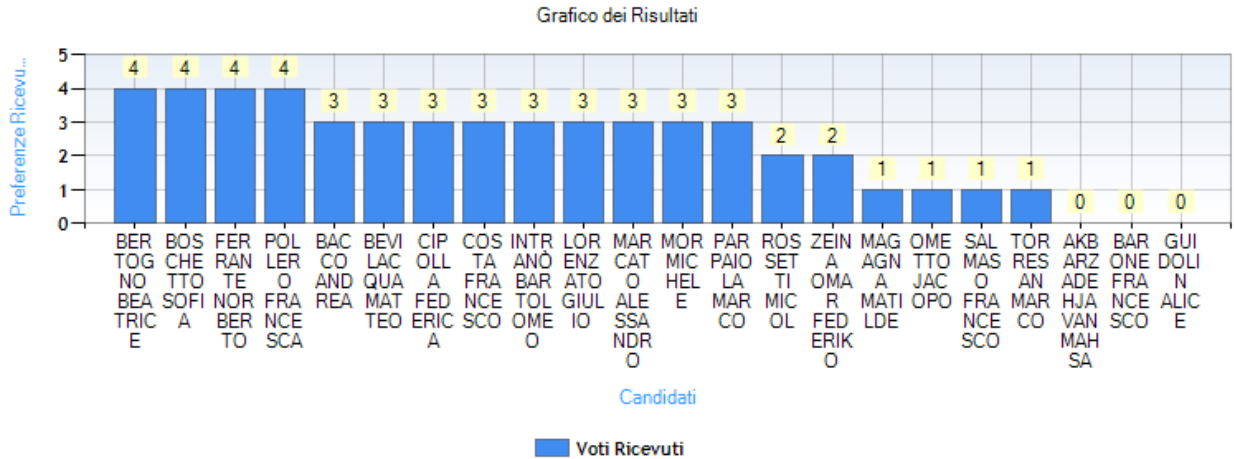 Grafico dei Risultati
Preferenze Ricevu...
5
4
3
2
1
0
4 4 4 4 3 3 3 3 3 3 3 3 3 2 2 1 1 1 1 0 0 0
BER
TOG
NO
BEA
TRIC
E
BOS
CHE
TTO
SOFI
A
FER
RAN
TE
NOR
BER
TO
POL
LER
O
FRA
NCE
SCA
BAC
CO
AND
REA
BEVI
LAC
QUA
MAT
TEO
CIP
OLL
A
FED
ERIC
A
COS
TA
FRA
NCE
SCO
INTR
ANÒ
BAR
TOL
OME
O
LOR
ENZ
ATO
GIUL
IO
MAR
CAT
O
ALE
SSA
NDR
O
MOR
MIC
HEL
E
PAR
PAIO
LA
MAR
CO
ROS
SET
TI
MIC
OL
ZEIN
A
OMA
R
FED
ERIK
O
MAG
AGN
A
MATI
LDE
OME
TTO
JAC
OPO
SAL
MAS
O
FRA
NCE
SCO
TOR
RES
AN
MAR
CO
AKB
ARZ
ADE
HJA
VAN
MAH
SA
BAR
ONE
FRA
NCE
SCO
GUI
DOLI
N
ALIC
E
Candidati
Voti Ricevuti